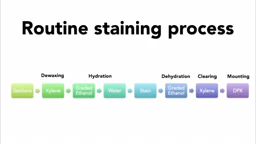 Routine staining process
Dewaxing Hydration Dehydration Clearing Mounting
Sections Xylene Graded Ethanol Water Stain Graded Ethanol Xylene DPX